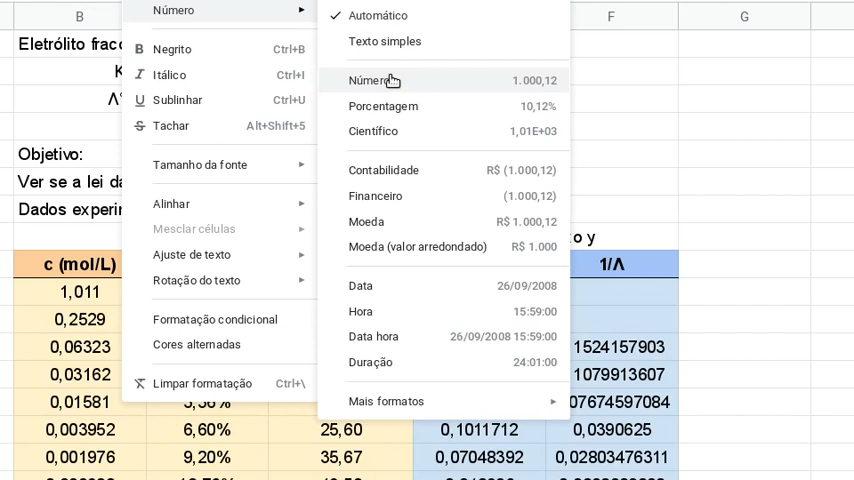 B F G
Número ► Automático
Texto simples
Eletrólito
B Negrito Ctrl+B
I Itálico Ctrl+I Número 1.000,12
U Sublinhar Ctrl+U Porcentagem 10,12%
S Tachar Alt+Shift+5 Científico 1,01E+03
Objetivo:
Tamanho da fonte ► Contabilidade R$ (1.000,12)
Ver se a lei
Alinhar ► Financeiro (1.000,12)
Dados
Mesclar células ► Moeda R$ 1.000,12
o y
Ajuste de texto ► Moeda (valor arredondado) R$ 1.000
c (mol/L) 1/Λ
Rotação do texto ► Data 26/09/2008
1,011
Hora 15:59:00
0,2529 Formatação condicional
Data hora 26/09/2008 15:59:00
0,06323 Cores alternadas 1524157903
Duração 24:01:00
0,03162 Limpar formatação Ctrl+\ 1079913607
0,01581 Mais formatos ► 07674597084
0,003952 6,60% 25,60 0,1011712 0,0390625
0,001976 9,20% 35,67 0,07048392 0,02803476311